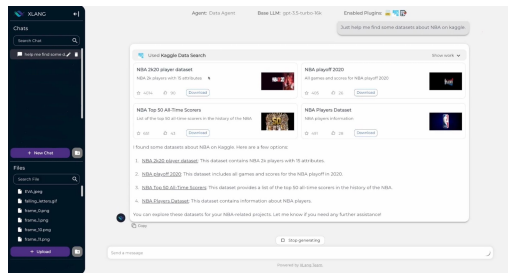 XLANG
Agent: Data Agent
Base LLM: gpt-3.5-turbo-16k
Enabled Plugins:
Chats
Search Chat
help me find some d
+ New Chat
Files
Search File
EVA.jpeg
falling_letters.gif
frame_0.png
frame_1.png
frame_10.png
frame_11.png
+ Upload
Just help me find some datasets about NBA on kaggle.
Used Kaggle Data Search
Show work
NBA 2k20 player dataset
NBA 2k players with 15 attributes
Download
NBA playoff 2020
All games and scores for NBA playoff 2020
Download
NBA Top 50 All-Time Scorers
List of the top 50 all-time scorers in the history of the NBA
Download
NBA Players Dataset
NBA players information
Download
I found some datasets about NBA on Kaggle. Here are a few options:
1. NBA 2k20 player dataset: This dataset contains NBA 2k players with 15 attributes.
2. NBA playoff 2020: This dataset includes all games and scores for the NBA playoff 2020.
3. NBA Top 50 All-Time Scorers: This dataset provides a list of the top 50 all-time scorers in the history of the NBA.
4. NBA Players Dataset: This dataset contains information about NBA players.
You can explore these datasets for your NBA-related projects. Let me know if you need any further assistance!
Stop generating
Send a message
Powered by